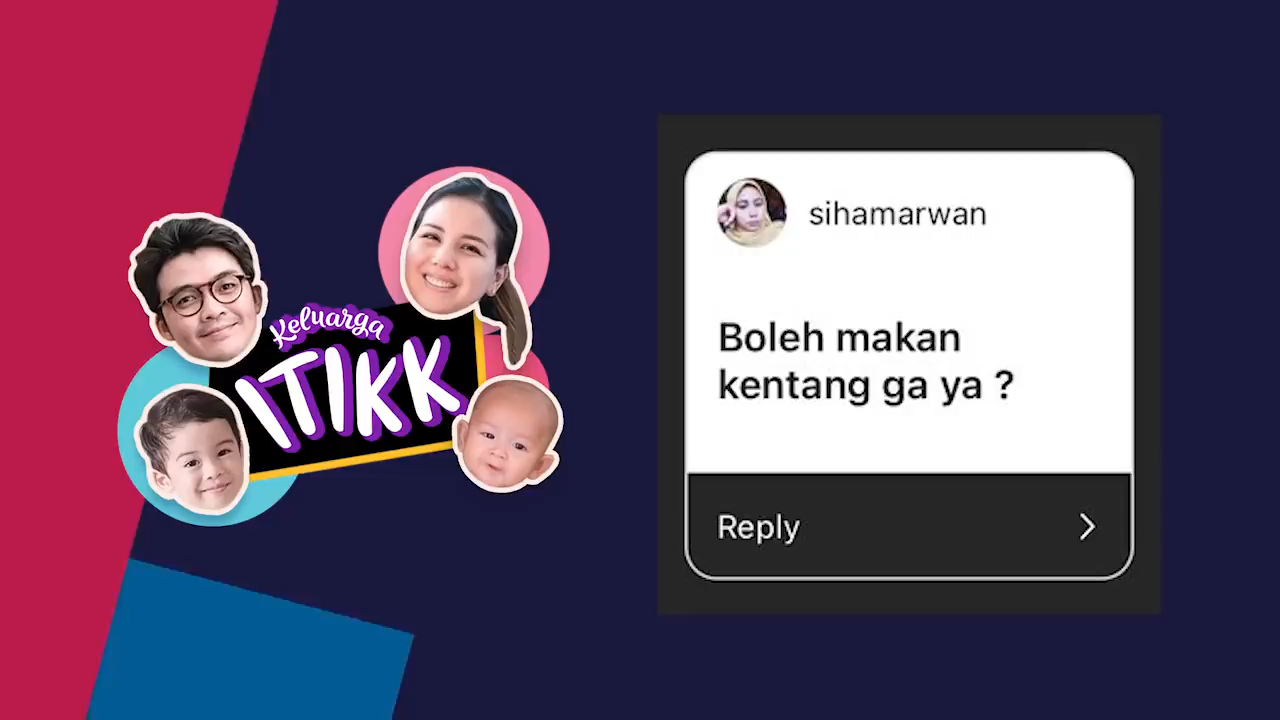 Keluarga
ITIKK
sihamarwan
Boleh makan
kentang ga ya ?
Reply